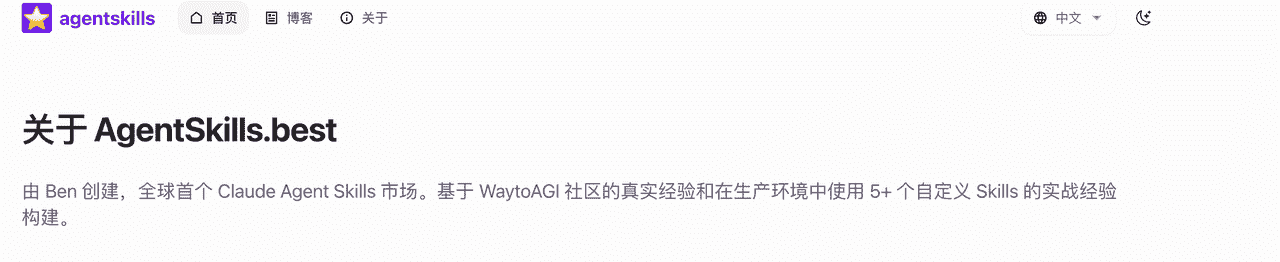 agentskills 首页 博客 关于 中文
关于 AgentSkills.best
由 Ben 创建，全球首个 Claude Agent Skills 市场。基于 WaytoAGI 社区的真实经验和在生产环境中使用 5+ 个自定义 Skills 的实战经验
构建。